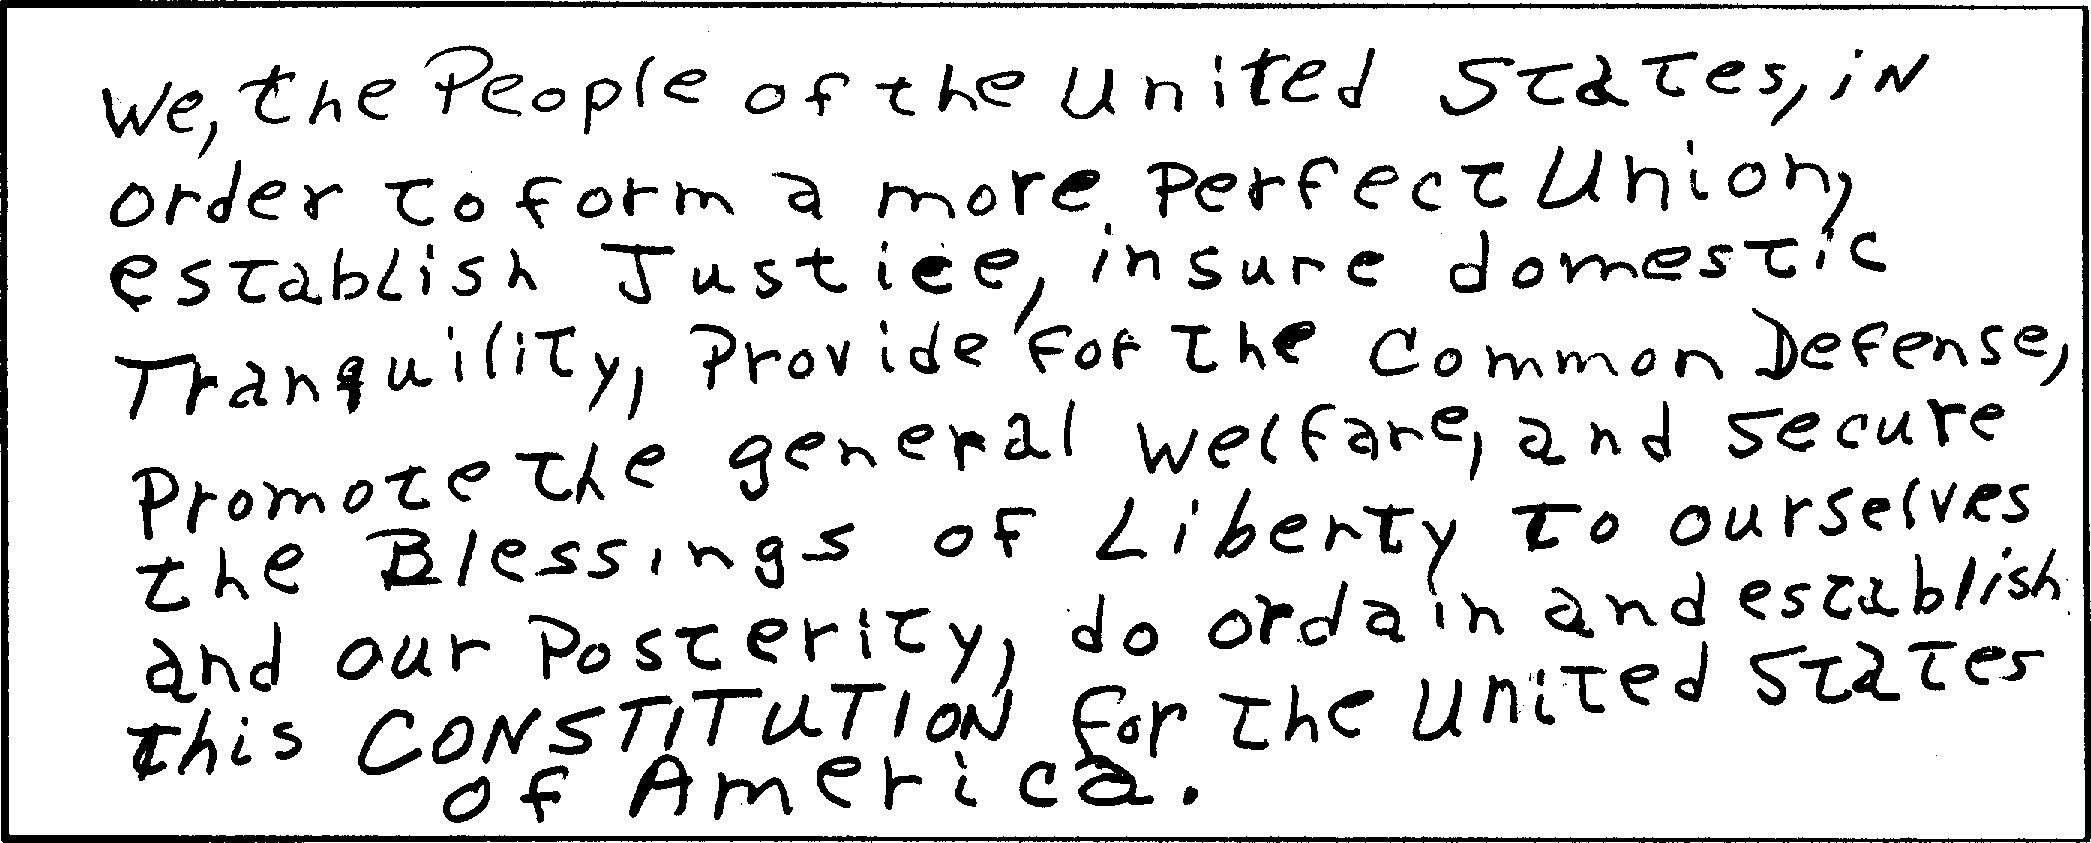 We, the People of the United States, in
order to form a more perfect Union,
establish Justice, insure domestic
Tranquility, Provide for the Common Defense,
Promote the general welfare, and secure
the Blessings of Liberty to ourselves
and our Posterity, do ordain and establish
this CONSTITUTION for the United States
of America.